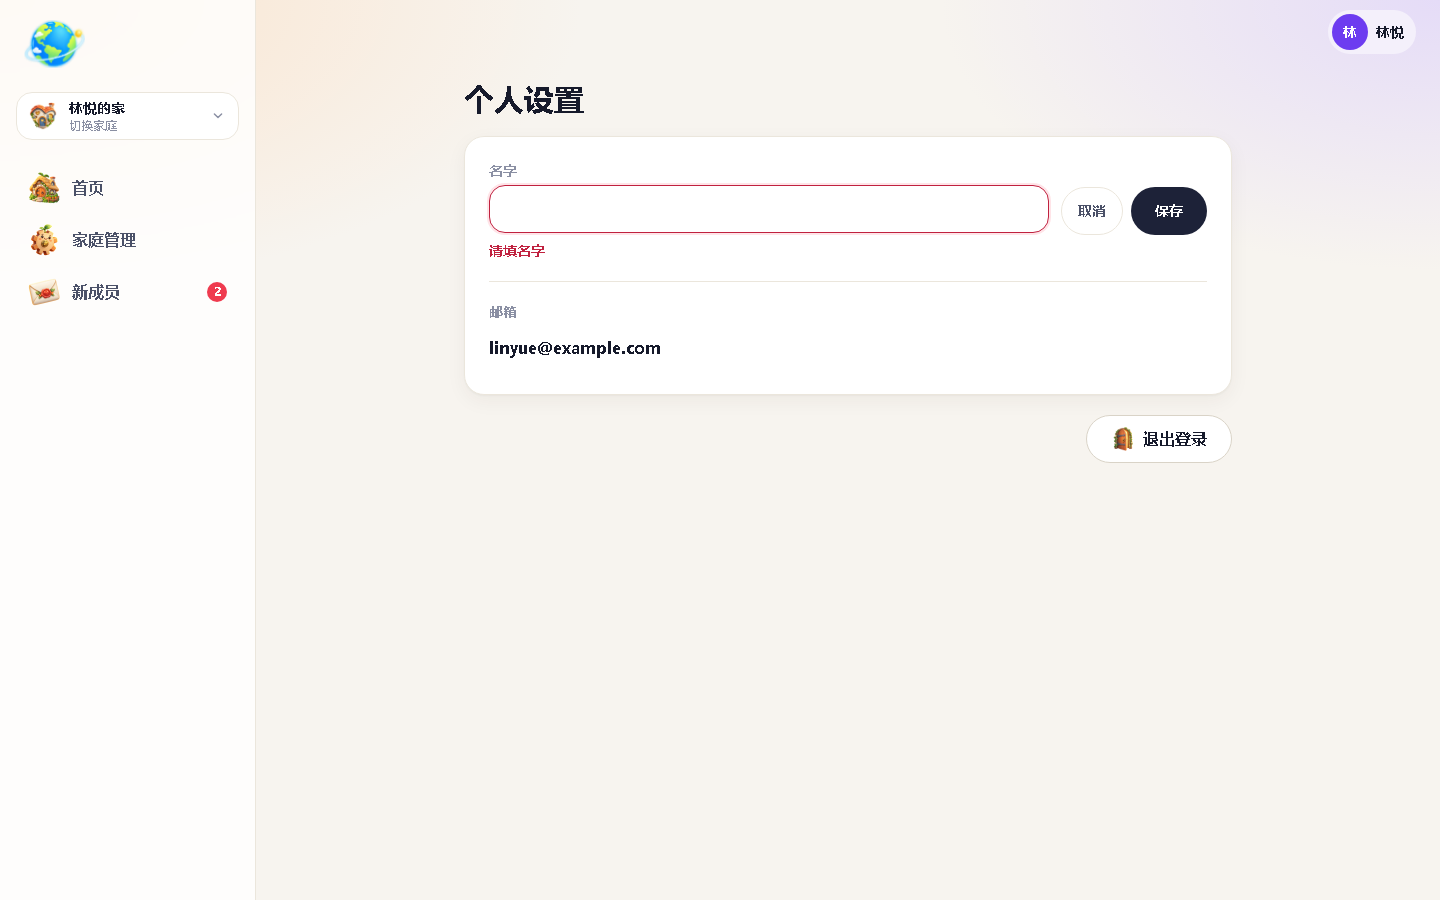 林悦的家
切换家庭
首页
家庭管理
新成员
2
林
林悦
个人设置
名字
取消
保存
请填名字
邮箱
linyue@example.com
退出登录